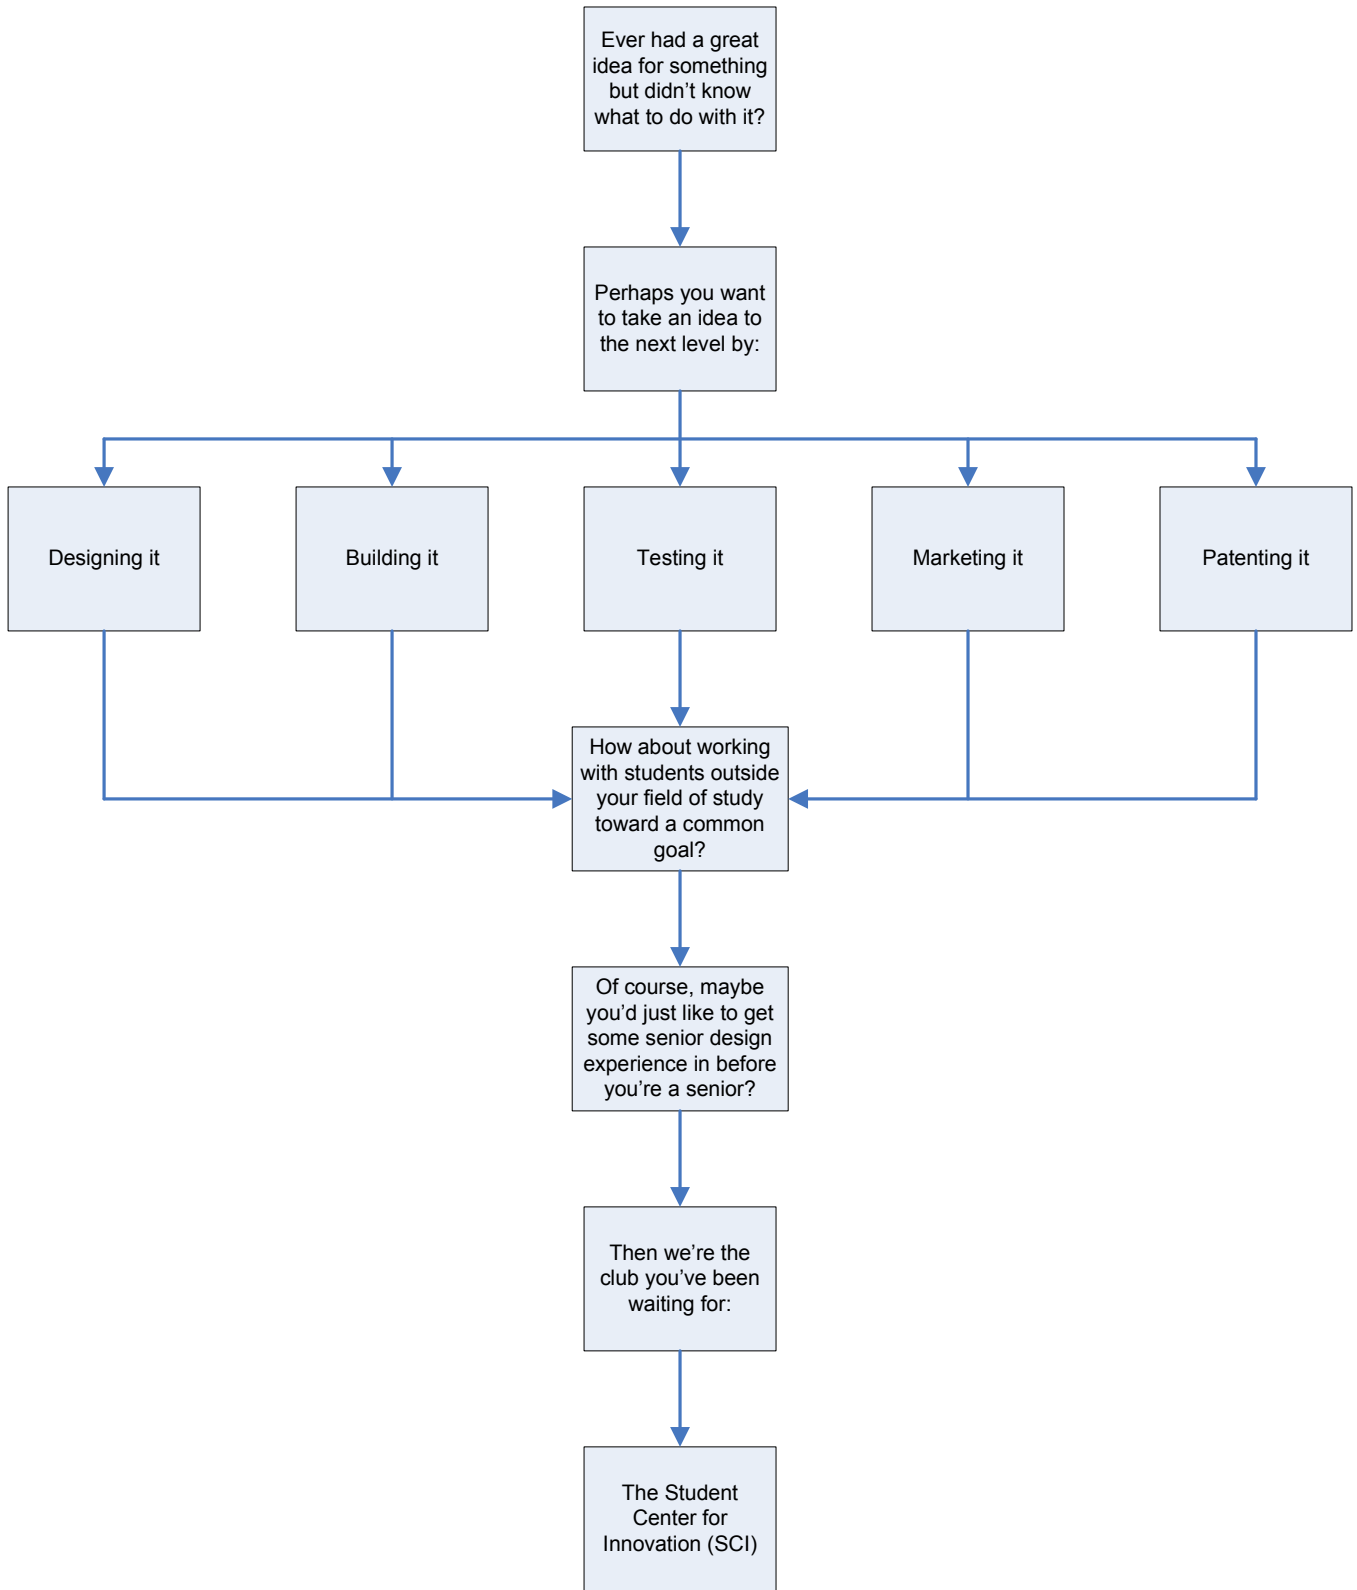 Ever had a great
idea for something
but didn’t know
what to do with it?
Perhaps you want
to take an idea to
the next level by:
Designing it
Building it
Testing it
Marketing it
Patenting it
How about working
with students outside
your field of study
toward a common
goal?
Of course, maybe
you’d just like to get
some senior design
experience in before
you’re a senior?
Then we’re the
club you’ve been
waiting for:
The Student
Center for
Innovation (SCI)